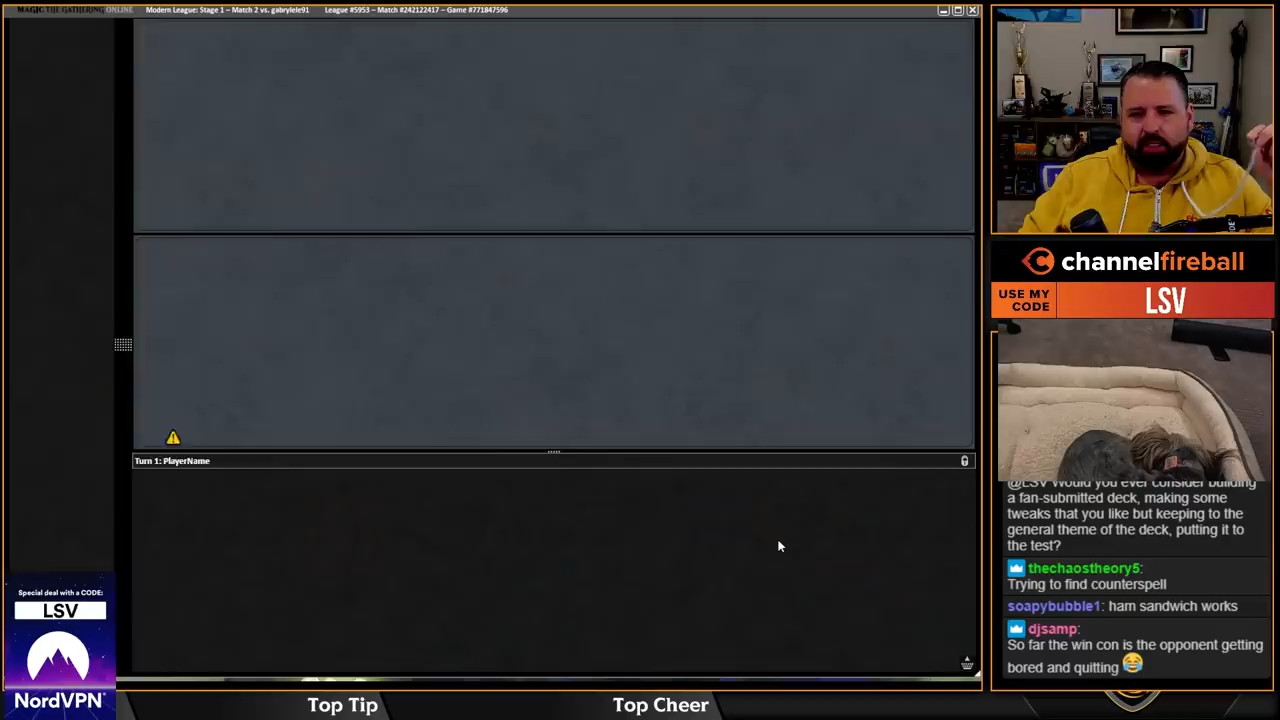 MAGIC THE GATHERING ONLINE
Modern League: Stage 1 – Match 2 vs. gabrylele91 League #5953 – Match #242122417 – Game #771847596
channelfireball
USE MY
CODE
LSV
Turn 1: PlayerName
@LSV Would you ever consider building
a fan-submitted deck, making some
tweaks that you like but keeping to the
general theme of the deck, putting it to
the test?
thechaostheory5:
Trying to find counterspell
soapybubble1: ham sandwich works
djsamp:
So far the win con is the opponent getting
bored and quitting
Special deal with a CODE:
LSV
NordVPN
Top Tip
Top Cheer